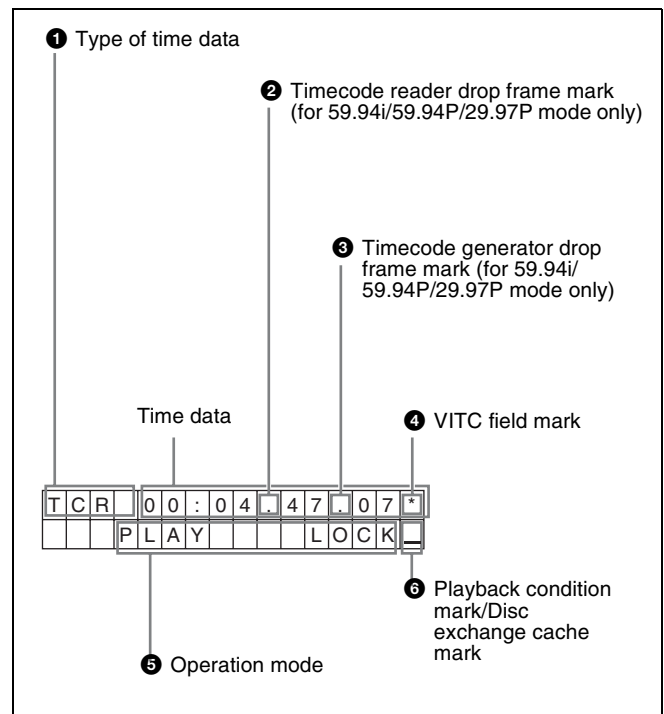 ❶ Type of time data
❷ Timecode reader drop frame mark
(for 59.94i/59.94P/29.97P mode only)
❸ Timecode generator drop
frame mark (for 59.94i/
59.94P/29.97P mode only)
Time data
❹ VITC field mark
TCR 00:04.47.07*
PLAY LOCK_
❻ Playback condition
mark/Disc
exchange cache
mark
❺ Operation mode